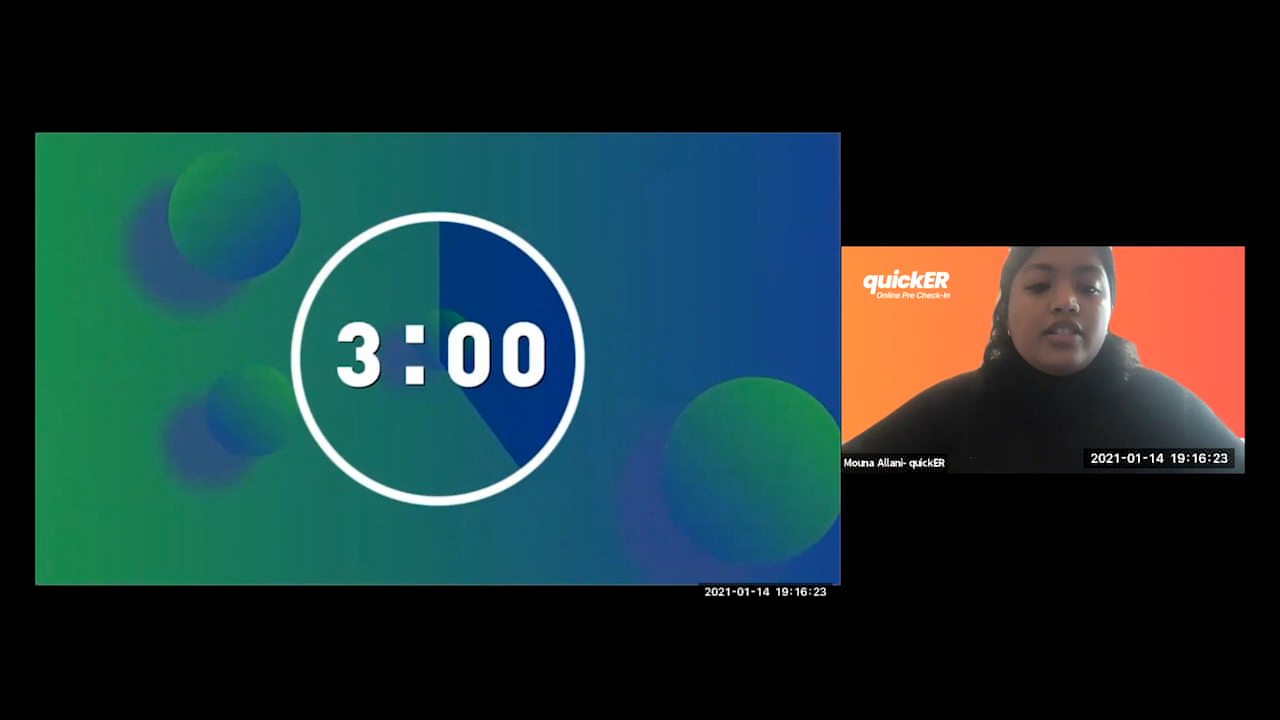 3:00
2021-01-14 19:16:23
quickER
Online Pre Check-In
Mouna Allani- quickER
2021-01-14 19:16:23